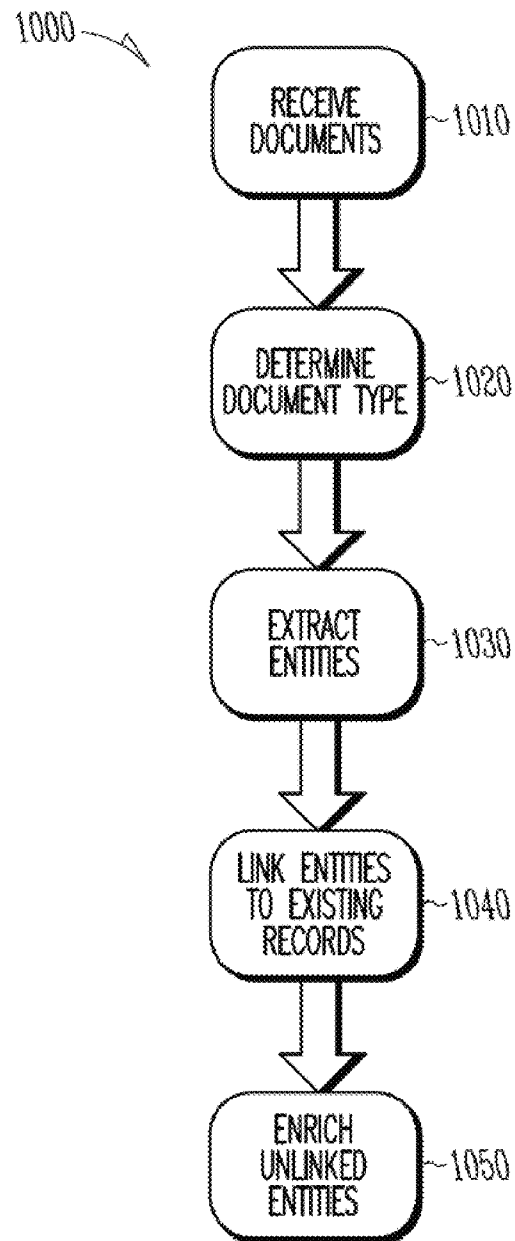 1000
RECEIVE
DOCUMENTS
1010
DETERMINE
DOCUMENT TYPE
1020
EXTRACT
ENTITIES
1030
LINK ENTITIES
TO EXISTING
RECORDS
1040
ENRICH
UNLINKED
ENTITIES
1050